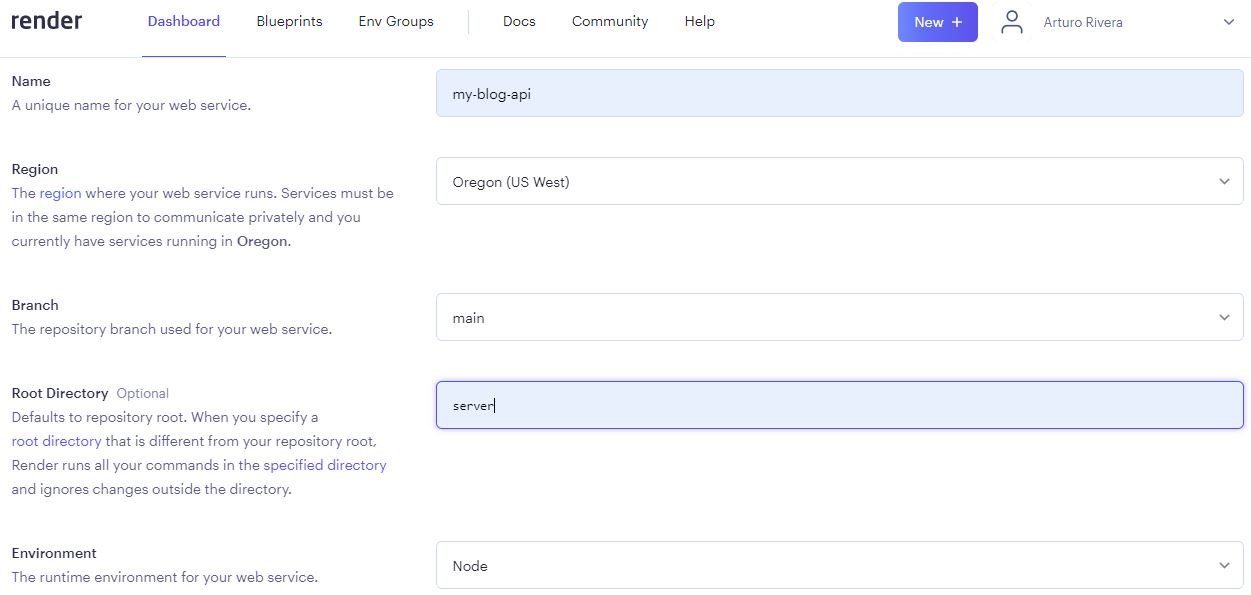 render Dashboard Blueprints Env Groups Docs Community Help New + Arturo Rivera
Name
A unique name for your web service.
my-blog-api
Region
The region where your web service runs. Services must be
in the same region to communicate privately and you
currently have services running in Oregon.
Oregon (US West)
Branch
The repository branch used for your web service.
main
Root Directory Optional
Defaults to repository root. When you specify a
root directory that is different from your repository root,
Render runs all your commands in the specified directory
and ignores changes outside the directory.
server
Environment
The runtime environment for your web service.
Node